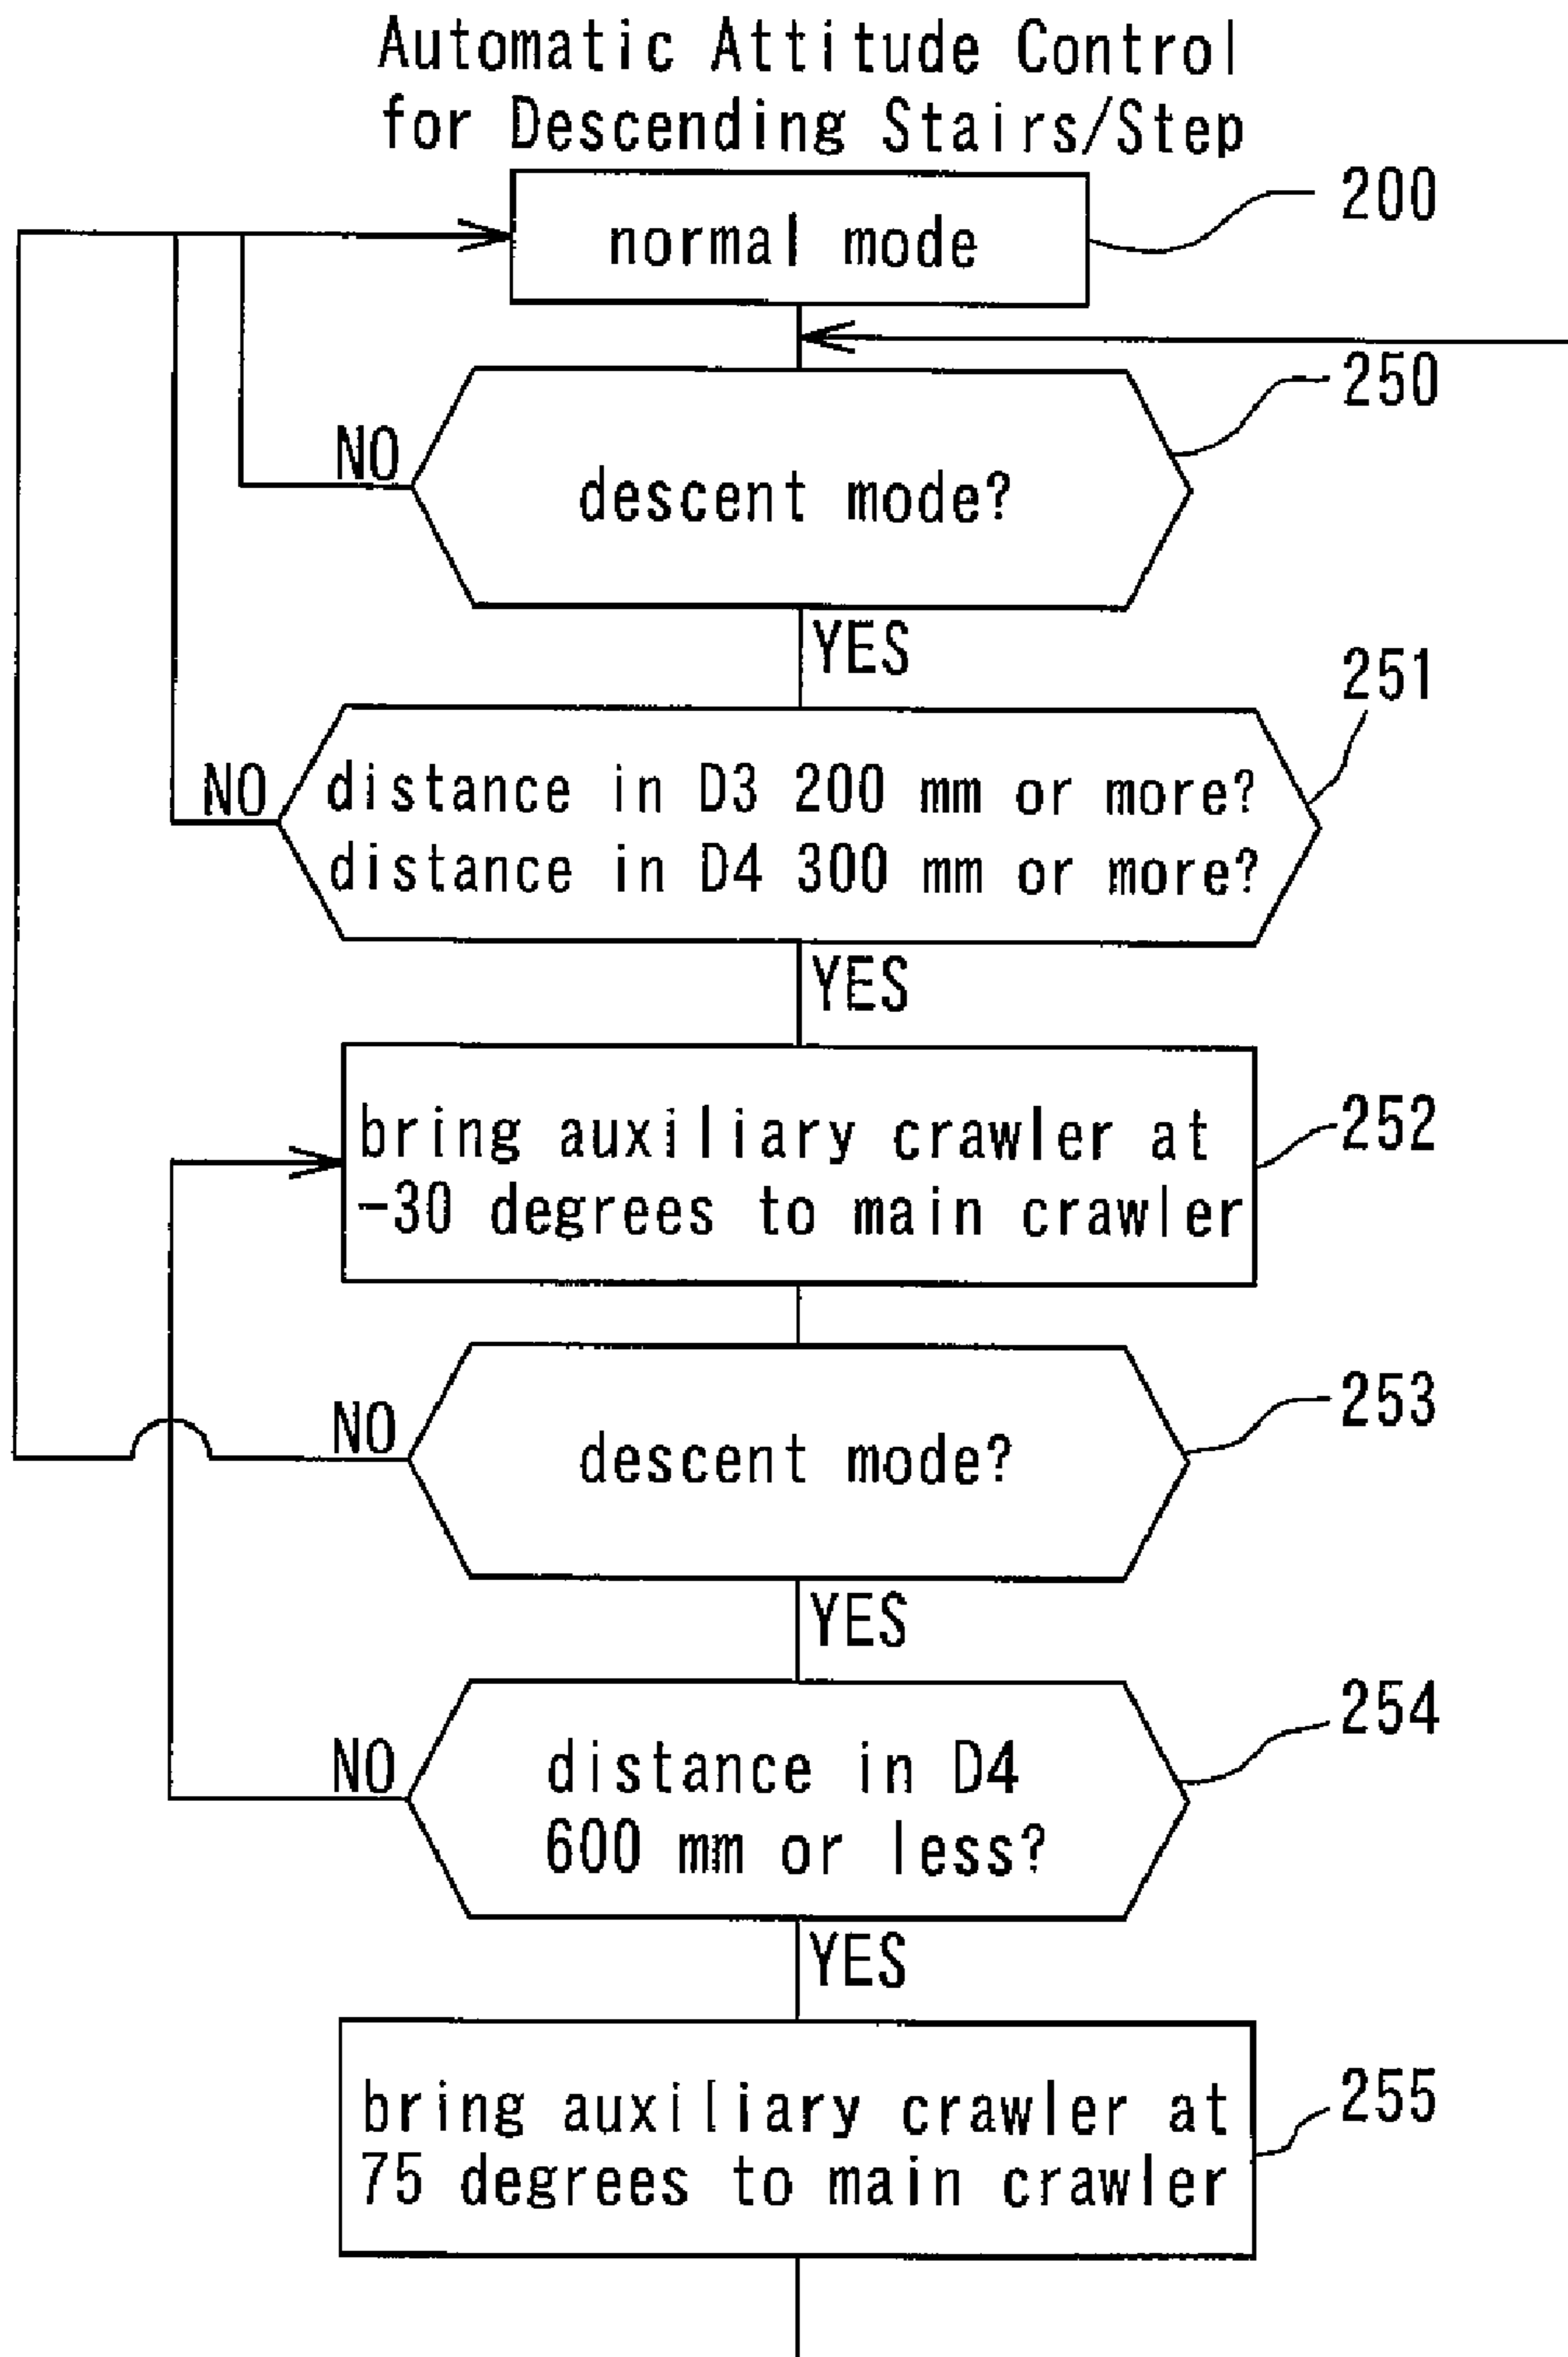 Automatic Attitude Control
for Descending Stairs/Step
200
normal mode
250
NO
descent mode?
YES
251
NO
distance in D3 200 mm or more?
distance in D4 300 mm or more?
YES
252
bring auxiliary crawler at
-30 degrees to main crawler
253
NO
descent mode?
YES
254
NO
distance in D4
600 mm or less?
YES
255
bring auxiliary crawler at
75 degrees to main crawler